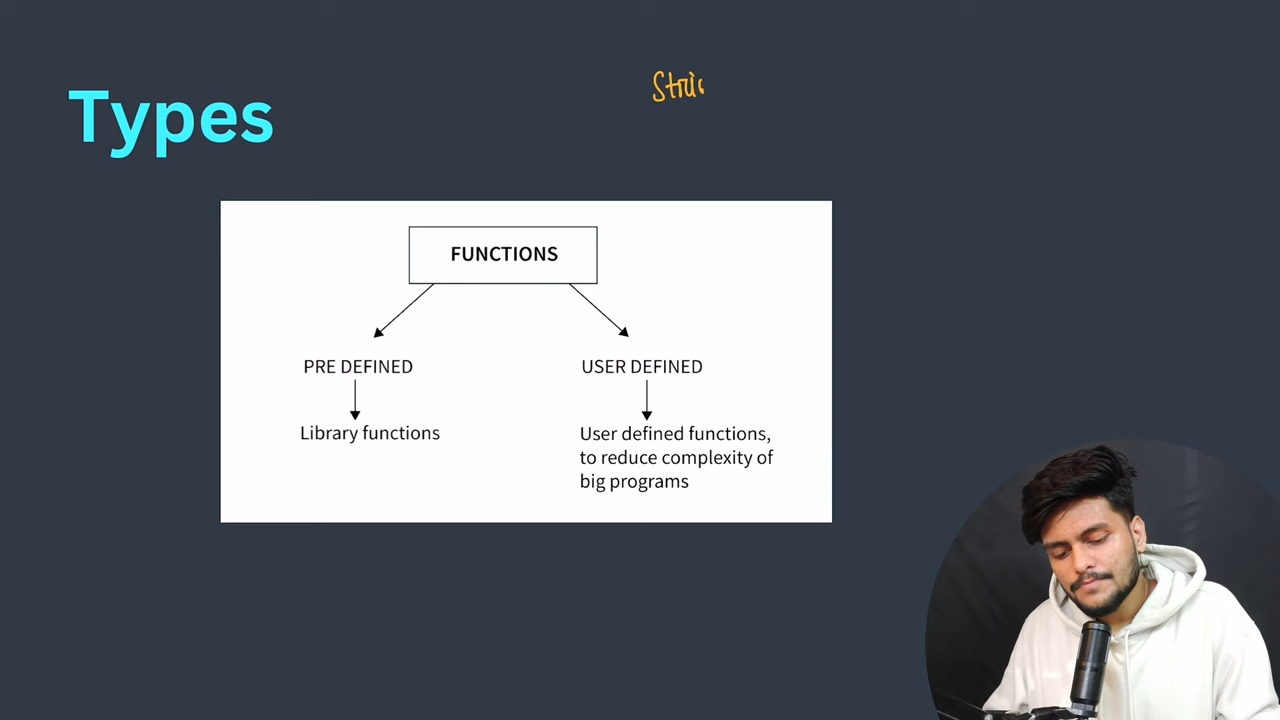 Types
FUNCTIONS
PRE DEFINED
USER DEFINED
Library functions
User defined functions,
to reduce complexity of
big programs